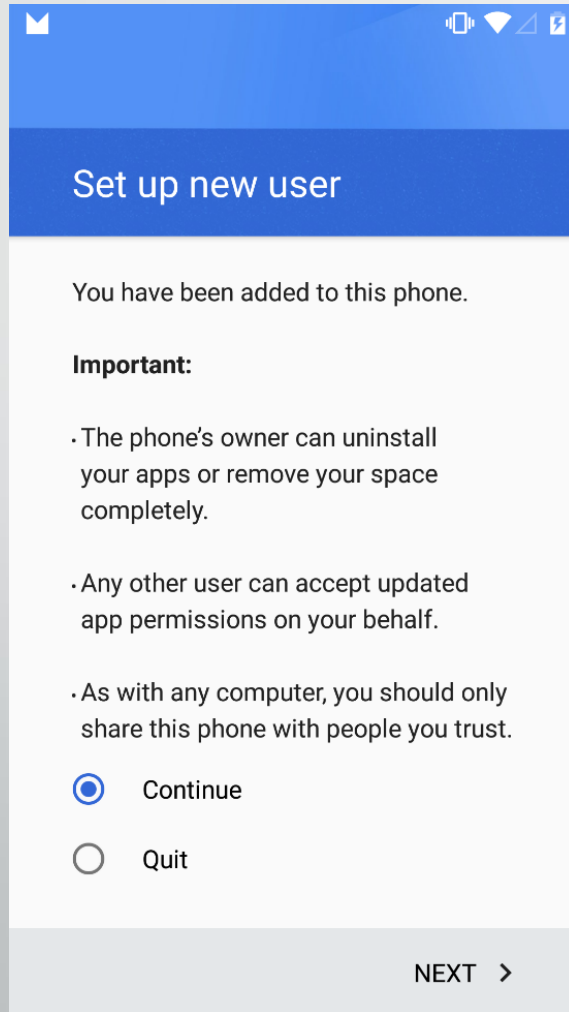 Set up new user
You have been added to this phone.
Important:
· The phone’s owner can uninstall
your apps or remove your space
completely.
· Any other user can accept updated
app permissions on your behalf.
· As with any computer, you should only
share this phone with people you trust.
Continue
Quit
NEXT